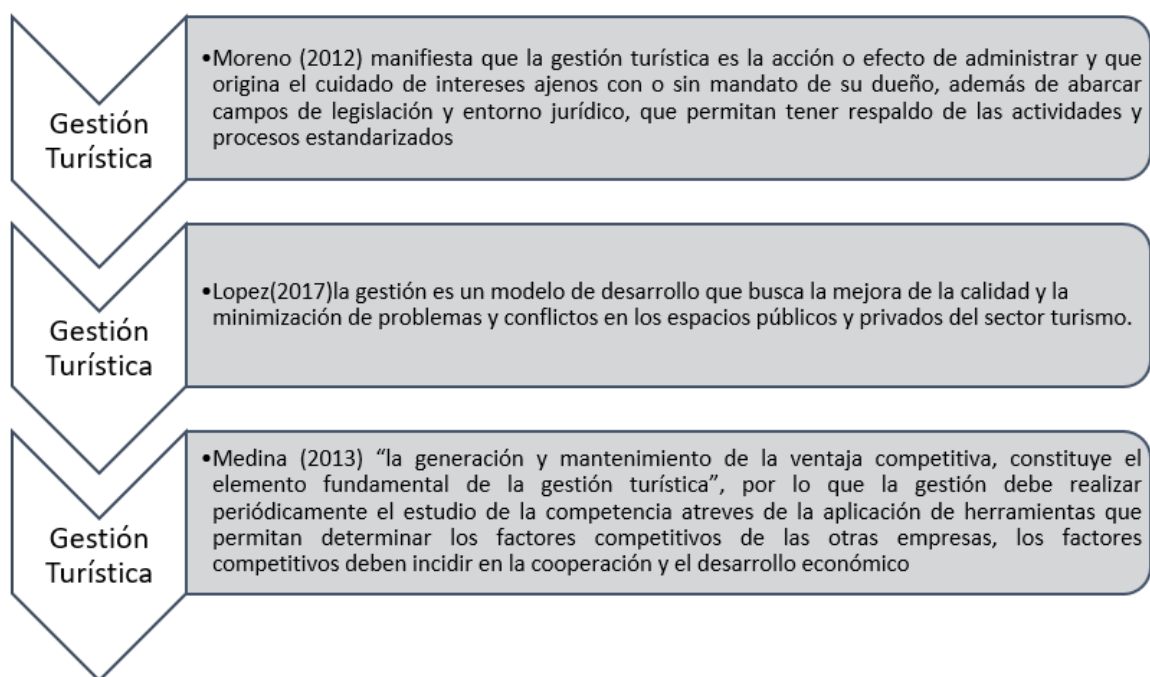 Gestión
Turística
•Moreno (2012) manifiesta que la gestión turística es la acción o efecto de administrar y que
origina el cuidado de intereses ajenos con o sin mandato de su dueño, además de abarcar
campos de legislación y entorno jurídico, que permitan tener respaldo de las actividades y
procesos estandarizados
Gestión
Turística
•Lopez(2017)la gestión es un modelo de desarrollo que busca la mejora de la calidad y la
minimización de problemas y conflictos en los espacios públicos y privados del sector turismo.
Gestión
Turística
•Medina (2013) “la generación y mantenimiento de la ventaja competitiva, constituye el
elemento fundamental de la gestión turística”, por lo que la gestión debe realizar
periódicamente el estudio de la competencia atreves de la aplicación de herramientas que
permitan determinar los factores competitivos de las otras empresas, los factores
competitivos deben incidir en la cooperación y el desarrollo económico